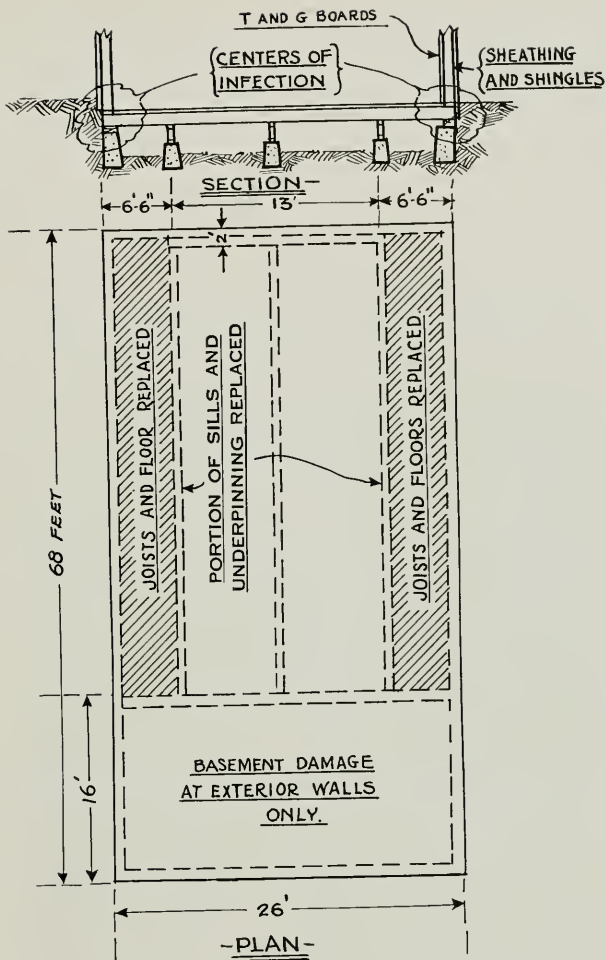 T AND G BOARDS
CENTERS OF
INFECTION
SHEATHING
AND SHINGLES
SECTION-
6'-6"
13'
6'-6"
2'
JOISTS AND FLOOR REPLACED
PORTION OF SILLS AND
UNDERPINNING REPLACED
JOISTS AND FLOORS REPLACED
68 FEET
16'
BASEMENT DAMAGE
AT EXTERIOR WALLS
ONLY.
26'
-PLAN-